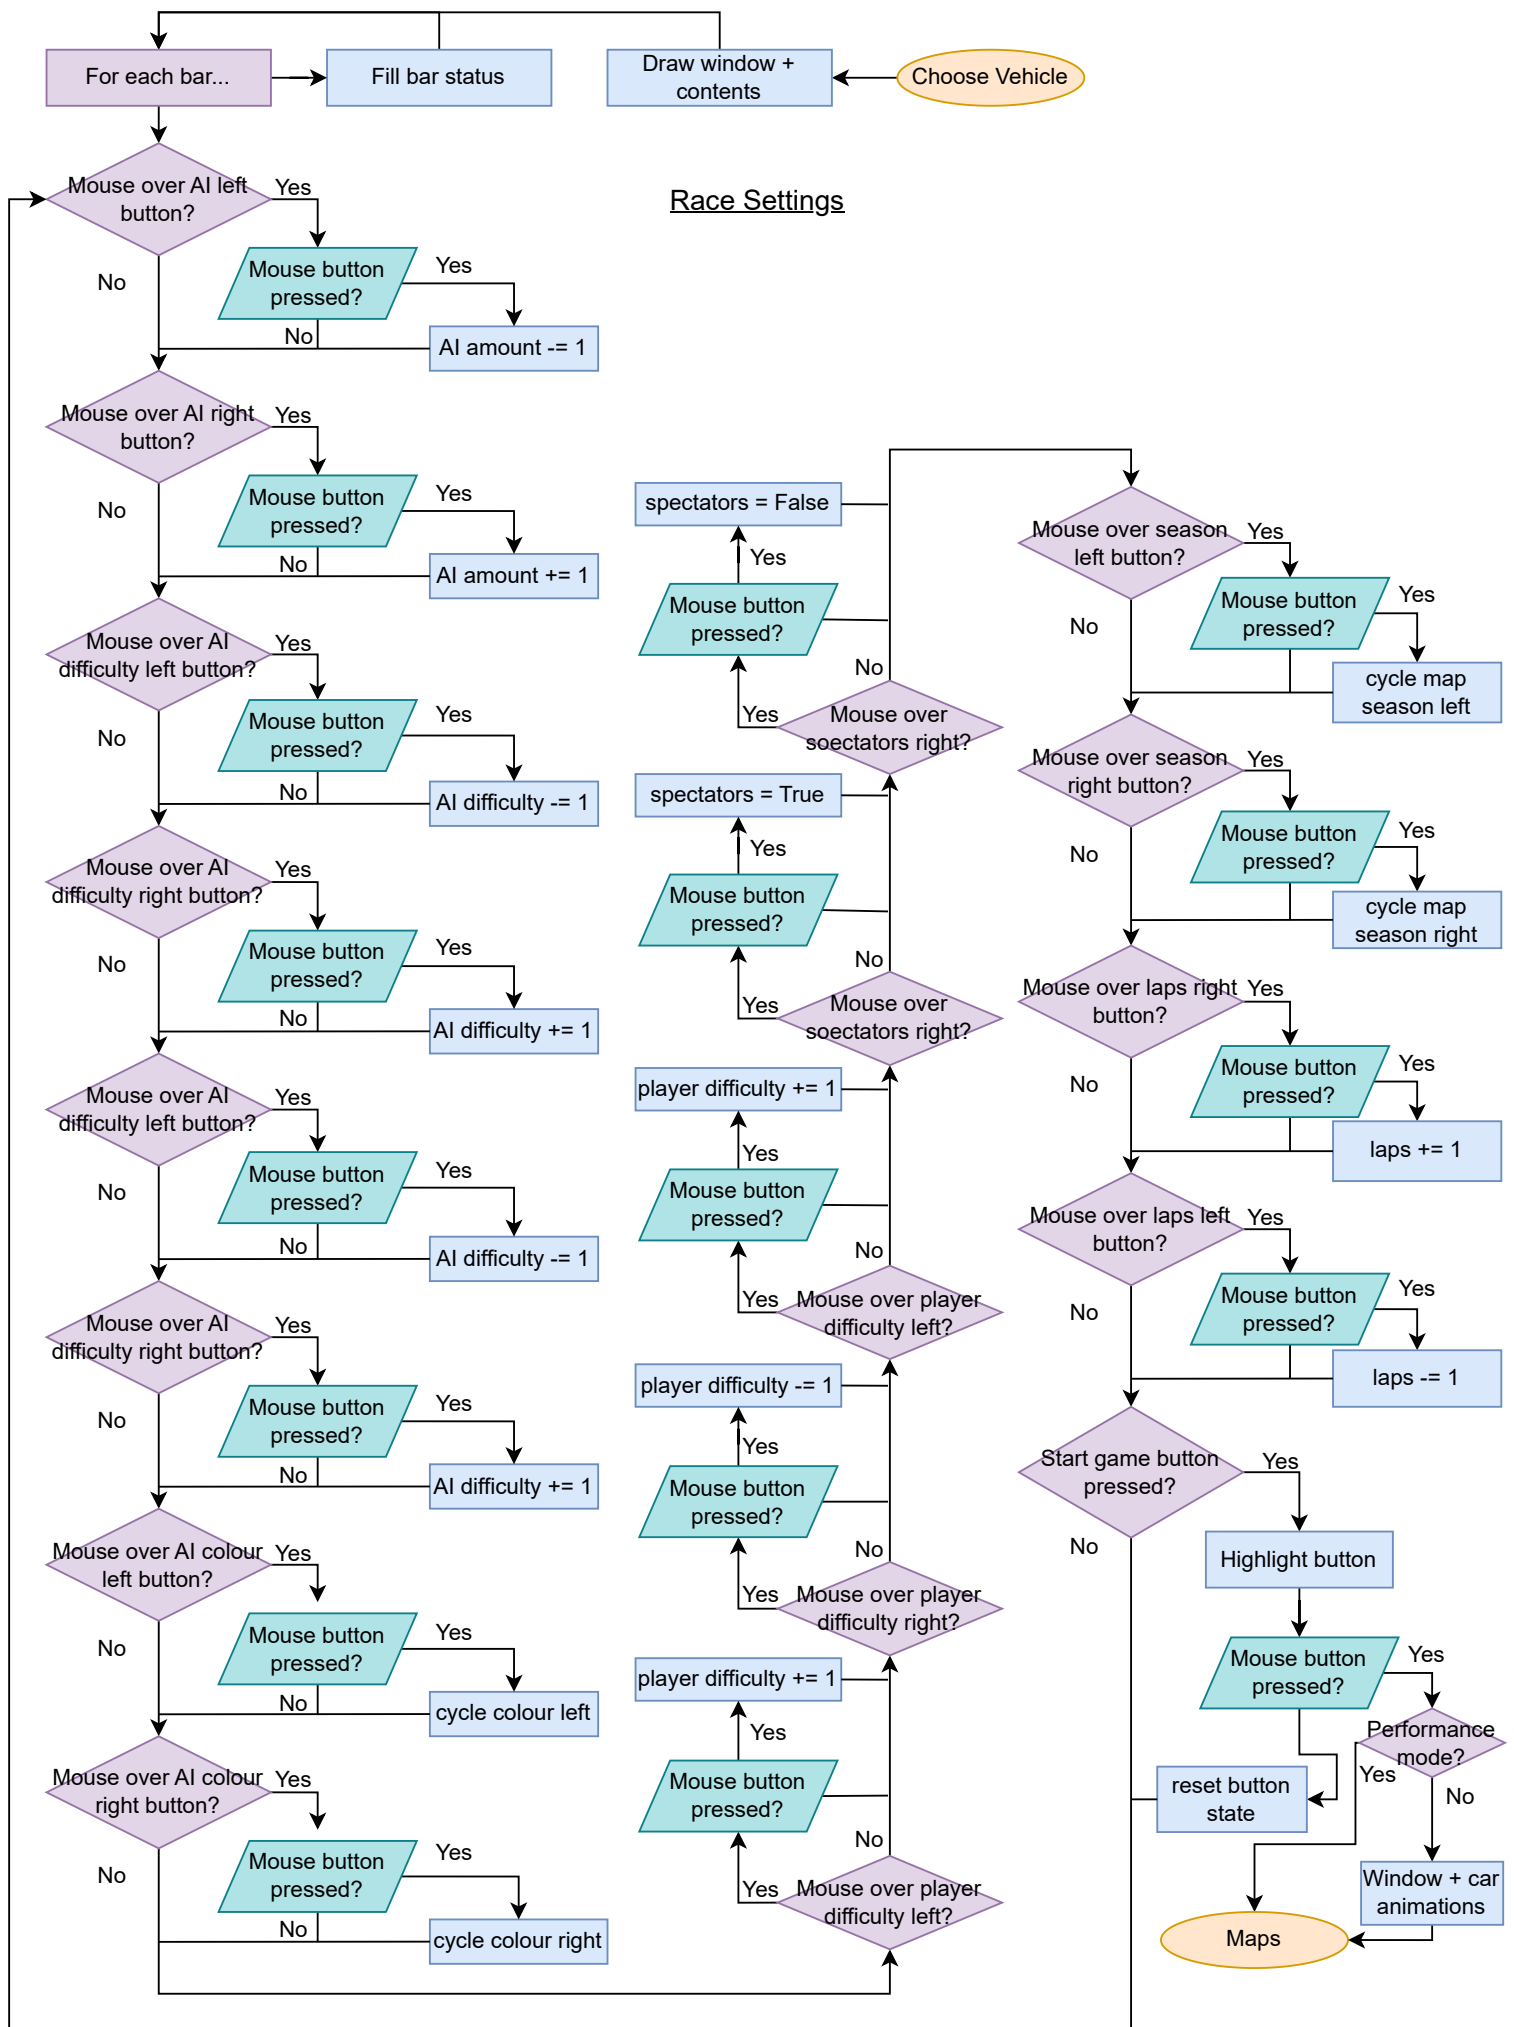 For each bar...
Fill bar status
Draw window +
contents
Choose Vehicle
Race Settings
Mouse over AI left
button?
Yes
No
Mouse button
pressed?
Yes
No
AI amount -= 1
Mouse over AI right
button?
Yes
No
Mouse button
pressed?
Yes
No
AI amount += 1
Mouse over AI
difficulty left button?
Yes
No
Mouse button
pressed?
Yes
No
AI difficulty -= 1
Mouse over AI
difficulty right button?
Yes
No
Mouse button
pressed?
Yes
No
AI difficulty += 1
Mouse over AI
difficulty left button?
Yes
No
Mouse button
pressed?
Yes
No
AI difficulty -= 1
Mouse over AI
difficulty right button?
Yes
No
Mouse button
pressed?
Yes
No
AI difficulty += 1
Mouse over AI colour
left button?
Yes
No
Mouse button
pressed?
Yes
No
cycle colour left
Mouse over AI colour
right button?
Yes
No
Mouse button
pressed?
Yes
No
cycle colour right
spectators = False
Yes
Mouse button
pressed?
No
Yes
Mouse over
soectators right?
spectators = True
Yes
Mouse button
pressed?
No
Yes
Mouse over
soectators right?
player difficulty += 1
Yes
Mouse button
pressed?
No
Yes
Mouse over player
difficulty left?
player difficulty -= 1
Yes
Mouse button
pressed?
No
Yes
Mouse over player
difficulty right?
player difficulty += 1
Yes
Mouse button
pressed?
No
Yes
Mouse over player
difficulty left?
Mouse over season
left button?
Yes
No
Mouse button
pressed?
Yes
cycle map
season left
Mouse over season
right button?
Yes
No
Mouse button
pressed?
Yes
cycle map
season right
Mouse over laps right
button?
Yes
No
Mouse button
pressed?
Yes
laps += 1
Mouse over laps left
button?
Yes
No
Mouse button
pressed?
Yes
laps -= 1
Start game button
pressed?
Yes
No
Highlight button
Mouse button
pressed?
Yes
Performance
mode?
Yes
No
reset button
state
Window + car
animations
Maps